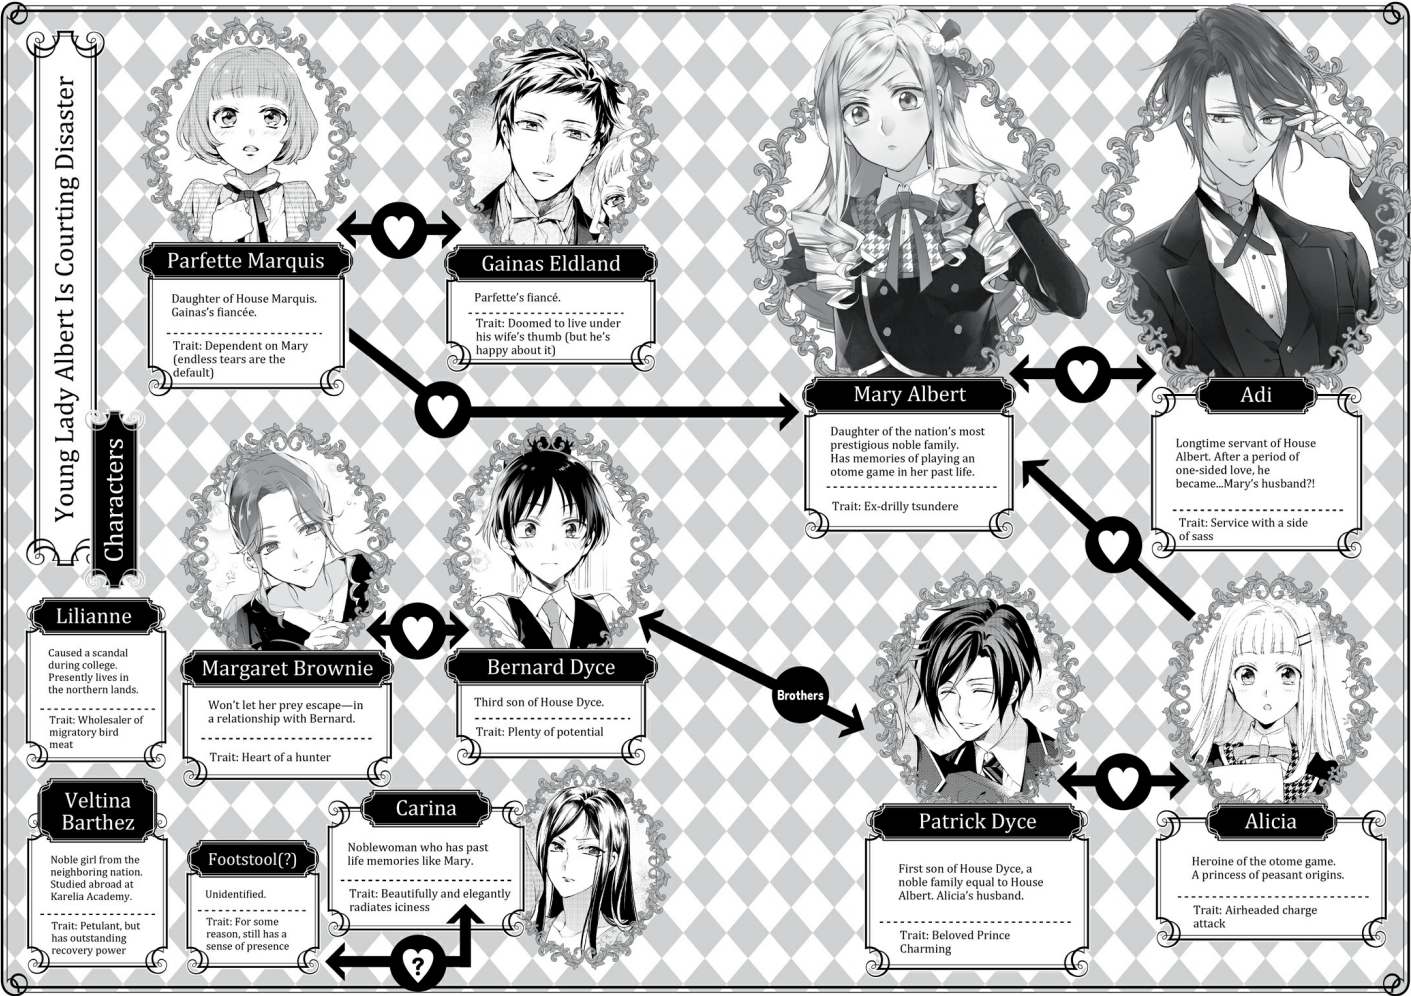 Young Lady Albert Is Courting Disaster
Characters
Parfette Marquis
Daughter of House Marquis.
Gainas's fiancée.
Trait: Dependent on Mary
(endless tears are the
default)
Gainas Eldland
Parfette's fiancé.
Trait: Doomed to live under
his wife's thumb (but he's
happy about it)
Mary Albert
Daughter of the nation's most
prestigious noble family.
Has memories of playing an
otome game in her past life.
Trait: Ex-drilly tsundere
Adi
Longtime servant of House
Albert. After a period of
one-sided love, he
became...Mary's husband?!
Trait: Service with a side
of sass
Lilianne
Caused a scandal
during college.
Presently lives in
the northern lands.
Trait: Wholesaler of
migratory bird
meat
Margaret Brownie
Won't let her prey escape—in
a relationship with Bernard.
Trait: Heart of a hunter
Bernard Dyce
Third son of House Dyce.
Trait: Plenty of potential
Brothers
Veltina
Barthez
Noble girl from the
neighboring nation.
Studied abroad at
Karelia Academy.
Trait: Petulant, but
has outstanding
recovery power
Footstool(?)
Unidentified.
Trait: For some
reason, still has a
sense of presence
Carina
Noblewoman who has past
life memories like Mary.
Trait: Beautifully and elegantly
radiates iciness
?
Patrick Dyce
First son of House Dyce, a
noble family equal to House
Albert. Alicia's husband.
Trait: Beloved Prince
Charming
Alicia
Heroine of the otome game.
A princess of peasant origins.
Trait: Airheaded charge
attack